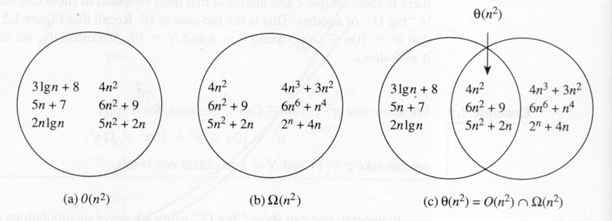 θ(n²)
3lgn + 8 4n²
5n + 7 6n² + 9
2nlgn 5n² + 2n
4n² 4n³ + 3n²
6n² + 9 6n⁶ + n⁴
5n² + 2n 2ⁿ + 4n
3lgn + 8 4n² 4n³ + 3n²
5n + 7 6n² + 9 6n⁶ + n⁴
2nlgn 5n² + 2n 2ⁿ + 4n
(a) O(n²)
(b) Ω(n²)
(c) θ(n²) = O(n²) ∩ Ω(n²)